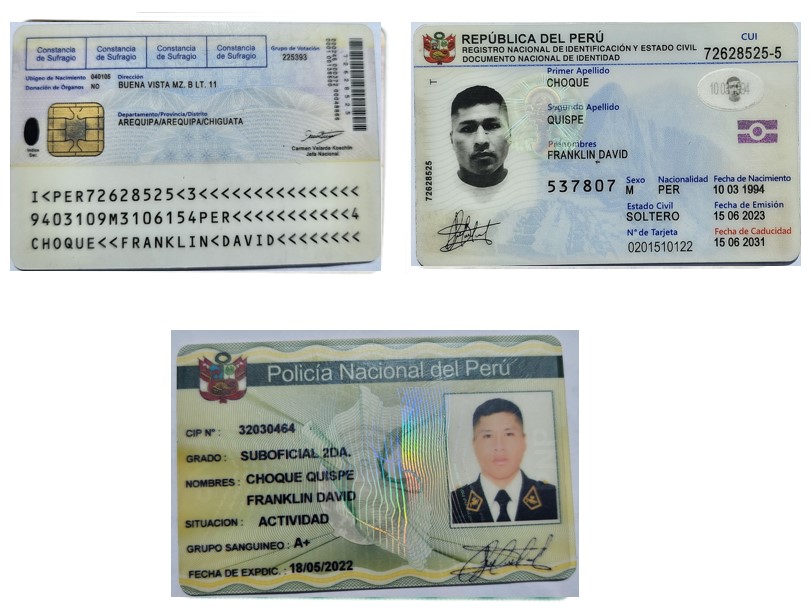 Constancia de Sufragio
Constancia de Sufragio
Constancia de Sufragio
Constancia de Sufragio
Grupo de Votación
225393
Ubigeo de Nacimiento 040105 Dirección
Donación de Órganos NO BUENA VISTA MZ. B LT. 11
Departamento/Provincia/Distrito
AREQUIPA/AREQUIPA/CHIGUATA
72628525
Carmen Velarde Koechlin
Jefa Nacional
I<PER72628525<3<<<<<<<<<<<<<<<
9403109M3106154PER<<<<<<<<<<<4
CHOQUE<<FRANKLIN<DAVID<<<<<<<<
REPÚBLICA DEL PERÚ
REGISTRO NACIONAL DE IDENTIFICACIÓN Y ESTADO CIVIL
DOCUMENTO NACIONAL DE IDENTIDAD
CUI
72628525-5
T
Primer Apellido
CHOQUE
Segundo Apellido
QUISPE
Prenombres
FRANKLIN DAVID
72628525
537807
Sexo Nacionalidad Fecha de Nacimiento
M PER 10 03 1994
Estado Civil Fecha de Emisión
SOLTERO 15 06 2023
N° de Tarjeta Fecha de Caducidad
0201510122 15 06 2031
Policía Nacional del Perú
CIP N° : 32030464
GRADO : SUBOFICIAL 2DA.
NOMBRES : CHOQUE QUISPE
FRANKLIN DAVID
SITUACION : ACTIVIDAD
GRUPO SANGUINEO : A+
FECHA DE EXPDIC. : 18/05/2022